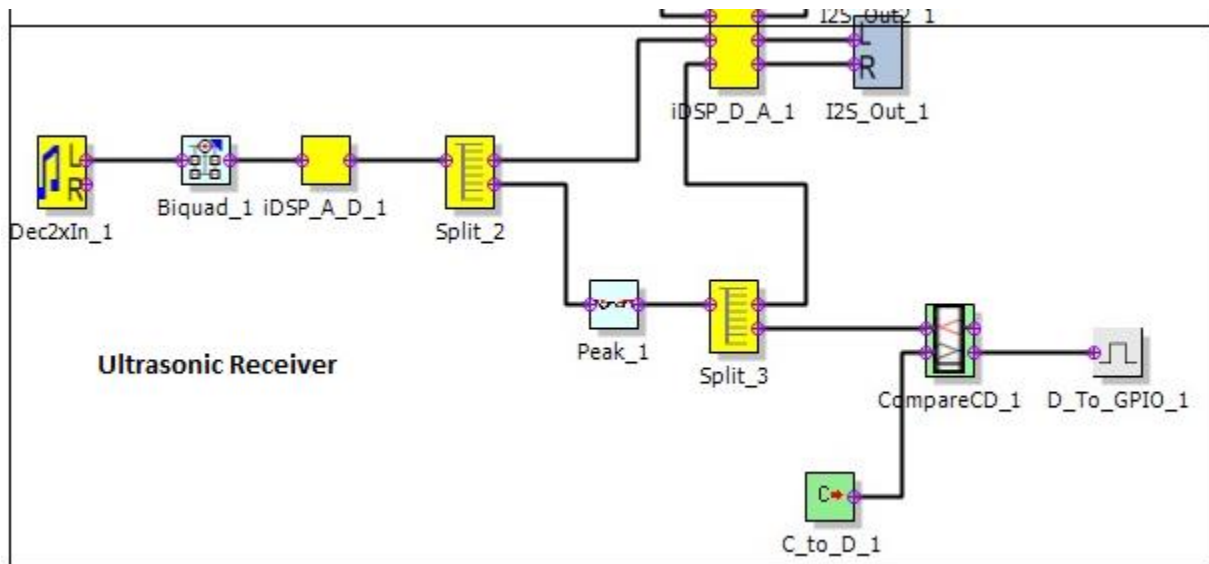 I2S_Out2_1
L
R
iDSP_D_A_1
I2S_Out_1
L
R
Dec2xIn_1
Biquad_1
iDSP_A_D_1
Split_2
Peak_1
Split_3
Ultrasonic Receiver
CompareCD_1
D_To_GPIO_1
C
C_to_D_1